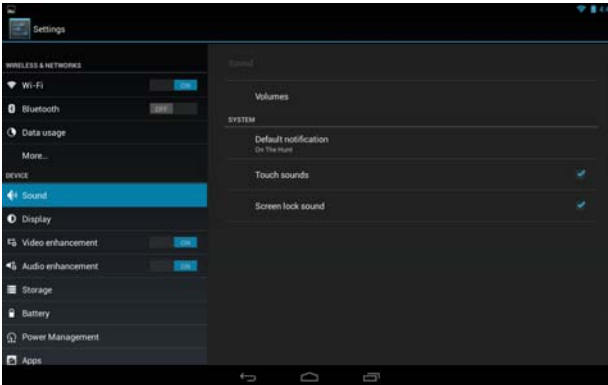 Settings
WIRELESS & NETWORKS
Wi-Fi ON
Bluetooth OFF
Data usage
More...
DEVICE
Sound
Display
Video enhancement ON
Audio enhancement ON
Storage
Battery
Power Management
Apps
Sound
Volumes
SYSTEM
Default notification
On The Hunt
Touch sounds
Screen lock sound